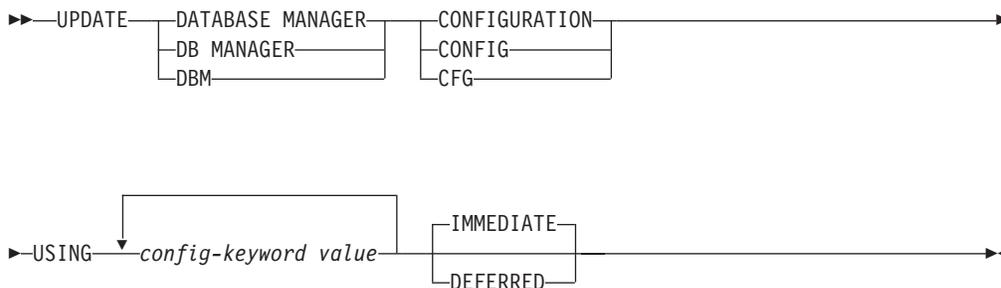 UPDATE DATABASE MANAGER CONFIGURATION
DB MANAGER CONFIG
DBM CFG
IMMEDIATE
USING config-keyword value
DEFERRED